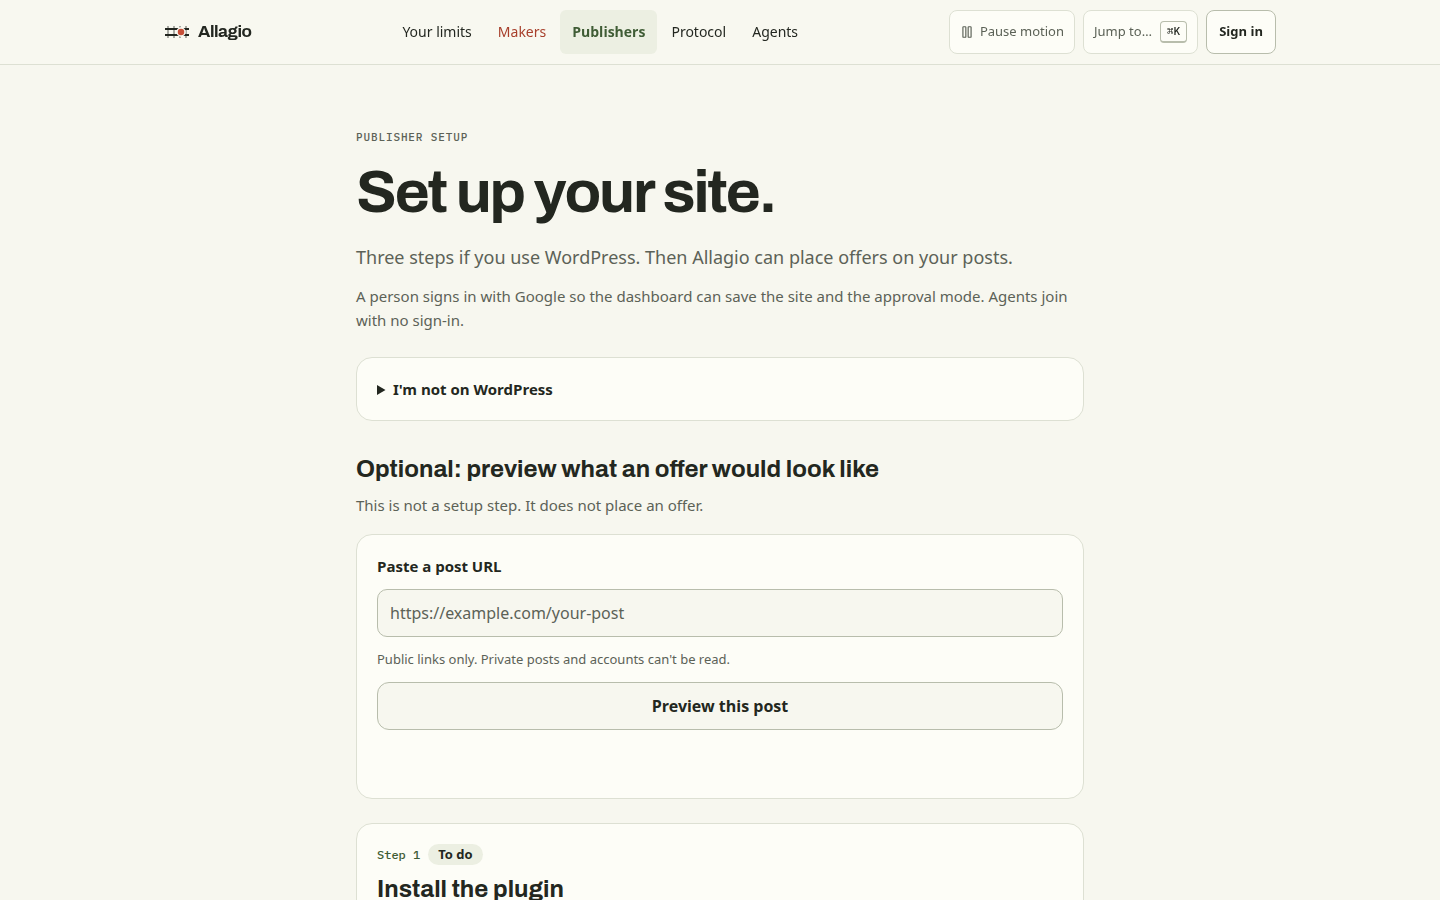 Allagio
Your limits
Makers
Publishers
Protocol
Agents
Pause motion
Jump to... ⌘K
Sign in
PUBLISHER SETUP
Set up your site.
Three steps if you use WordPress. Then Allagio can place offers on your posts.
A person signs in with Google so the dashboard can save the site and the approval mode. Agents join
with no sign-in.
I'm not on WordPress
Optional: preview what an offer would look like
This is not a setup step. It does not place an offer.
Paste a post URL
https://example.com/your-post
Public links only. Private posts and accounts can't be read.
Preview this post
Step 1 To do
Install the plugin